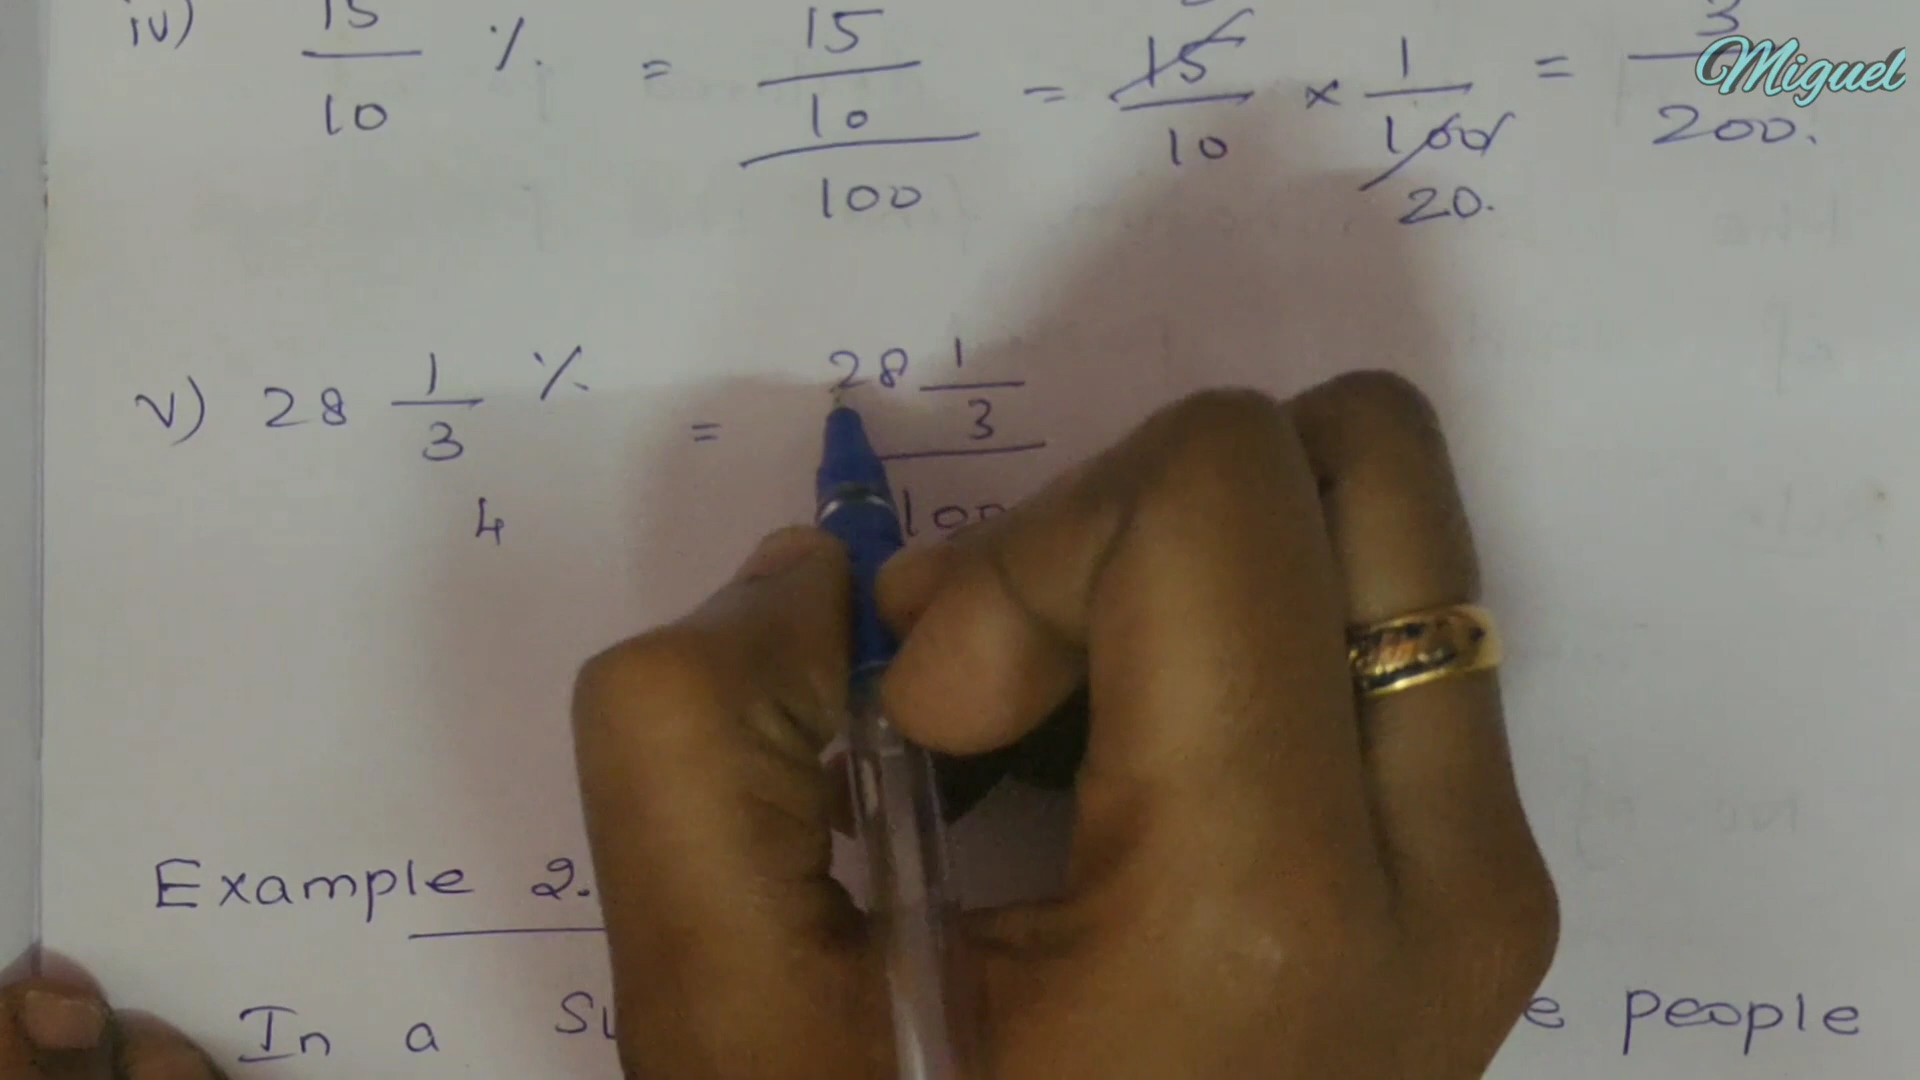 iv) 15/10 % = 15/10/100 = 15/10 × 1/100 = 3/200.
20.
Miguel
v) 28 1/3 % = 28 1/3/100
4
Example 2.
In a people